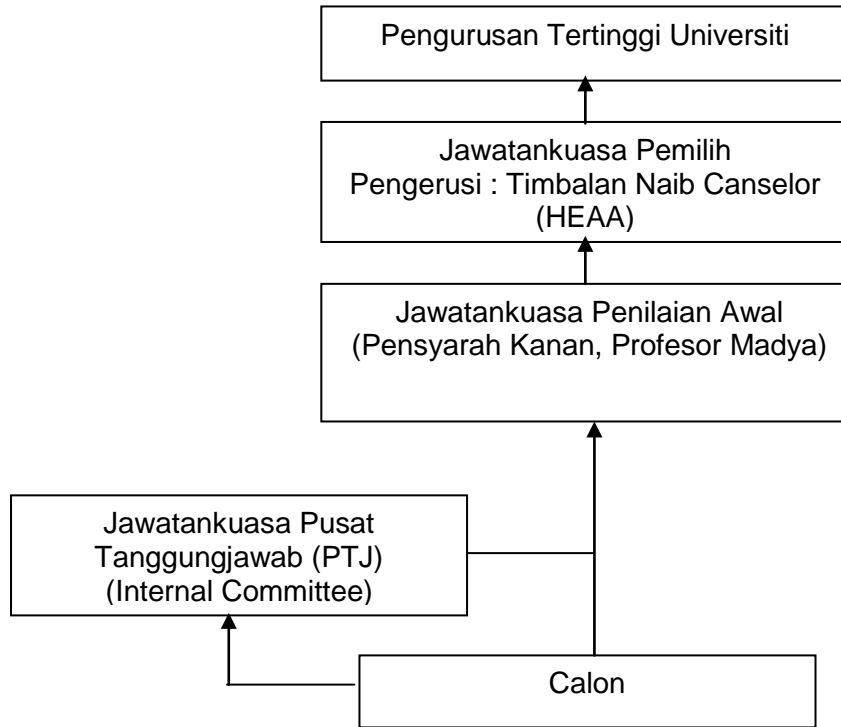 Pengurusan Tertinggi Universiti
Jawatankuasa Pemilih
Pengerusi : Timbalan Naib Canselor
(HEAA)
Jawatankuasa Penilaian Awal
(Pensyarah Kanan, Profesor Madya)
Jawatankuasa Pusat
Tanggungjawab (PTJ)
(Internal Committee)
Calon